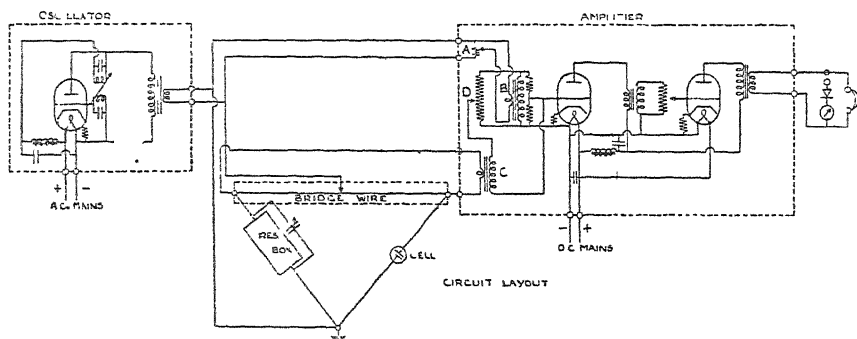 OSCILLATOR
AMPLIFIER
A
B
D
C
+ -
A.C. MAINS
BRIDGE WIRE
RES.
BOX
CELL
CIRCUIT LAYOUT
- +
D.C. MAINS